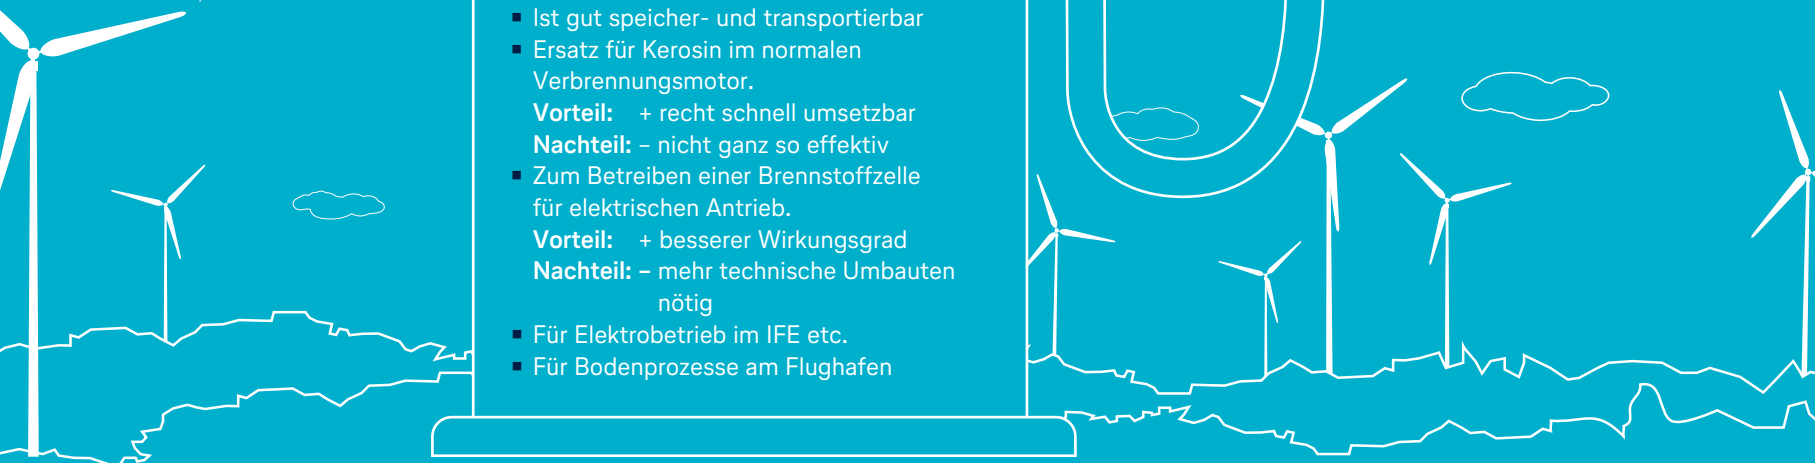 ▪ Ist gut speicher- und transportierbar
▪ Ersatz für Kerosin im normalen
Verbrennungsmotor.
Vorteil: + recht schnell umsetzbar
Nachteil: – nicht ganz so effektiv
▪ Zum Betreiben einer Brennstoffzelle
für elektrischen Antrieb.
Vorteil: + besserer Wirkungsgrad
Nachteil: – mehr technische Umbauten
nötig
▪ Für Elektrobetrieb im IFE etc.
▪ Für Bodenprozesse am Flughafen